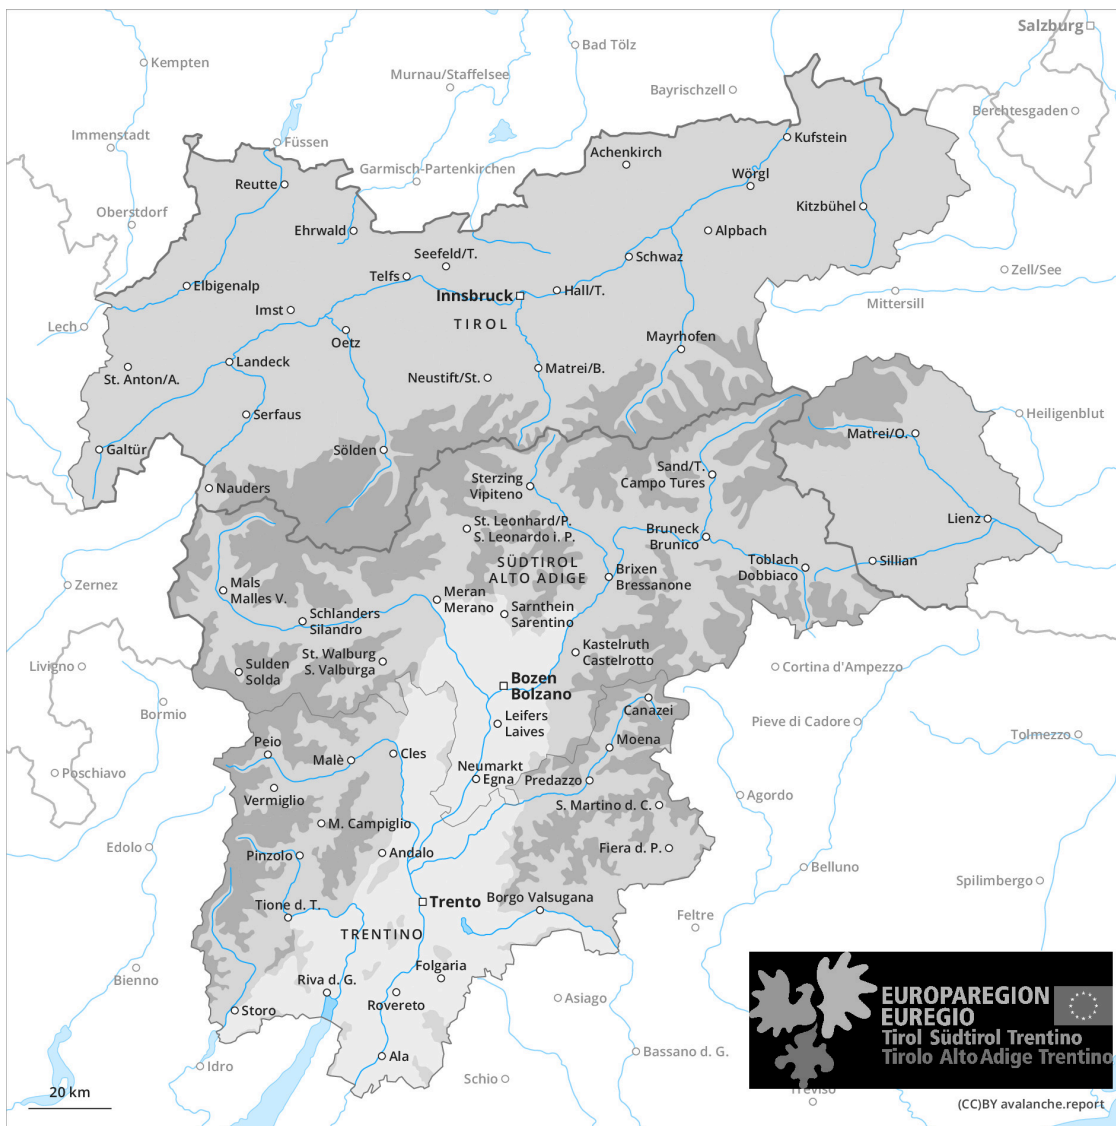 Salzburg
Bad Tölz
Kempten
Murnau/Staffelsee
Bayrischzell
Berchtesgaden
Immenstadt
Füssen
Kufstein
Achenkirch
Garmisch-Partenkirchen
Wörgl
Reutte
Oberstdorf
Kitzbühel
Ehrwald
Alpbach
Seefeld/T.
Schwaz
Zell/See
Telfs
Elbigenalp
Innsbruck
Hall/T.
Mittersill
Imst
TIROL
Lech
Oetz
Mayrhofen
Landeck
Matrei/B.
St. Anton/A.
Neustift/St.
Serfaus
Heiligenblut
Matrei/O.
Galtür
Sölden
Sand/T.
Campo Tures
Sterzing
Vipiteno
Nauders
Lienz
St. Leonhard/P.
S. Leonardo i. P.
Bruneck
Brunico
SÜDTIROL
ALTO ADIGE
Toblach
Dobbiaco
Sillian
Brixen
Bressanone
Zernez
Mals
Malles V.
Meran
Merano
Sarnthein
Sarentino
Schlanders
Silandro
Kastelruth
Castelrotto
St. Walburg
S. Valburga
Livigno
Sulden
Solda
Cortina d'Ampezzo
Bozen
Bolzano
Canazei
Bormio
Leifers
Laives
Pieve di Cadore
Tolmezzo
Peio
Moena
Malè
Cles
Poschiavo
Neumarkt
Egna
Predazzo
Vermiglio
Agordo
S. Martino d. C.
M. Campiglio
Edolo
Pinzolo
Andalo
Fiera d. P.
Belluno
Spilimbergo
Tione d. T.
Trento
Borgo Valsugana
Feltre
TRENTINO
Folgaria
Bienno
Riva d. G.
Rovereto
Asiago
Storo
EUROPAREGION
EUREGIO
Tirol Südtirol Trentino
Tirolo Alto Adige Trentino
Ala
Bassano d. G.
Idro
Schio
Treviso
20 km
(CC)BY avalanche.report